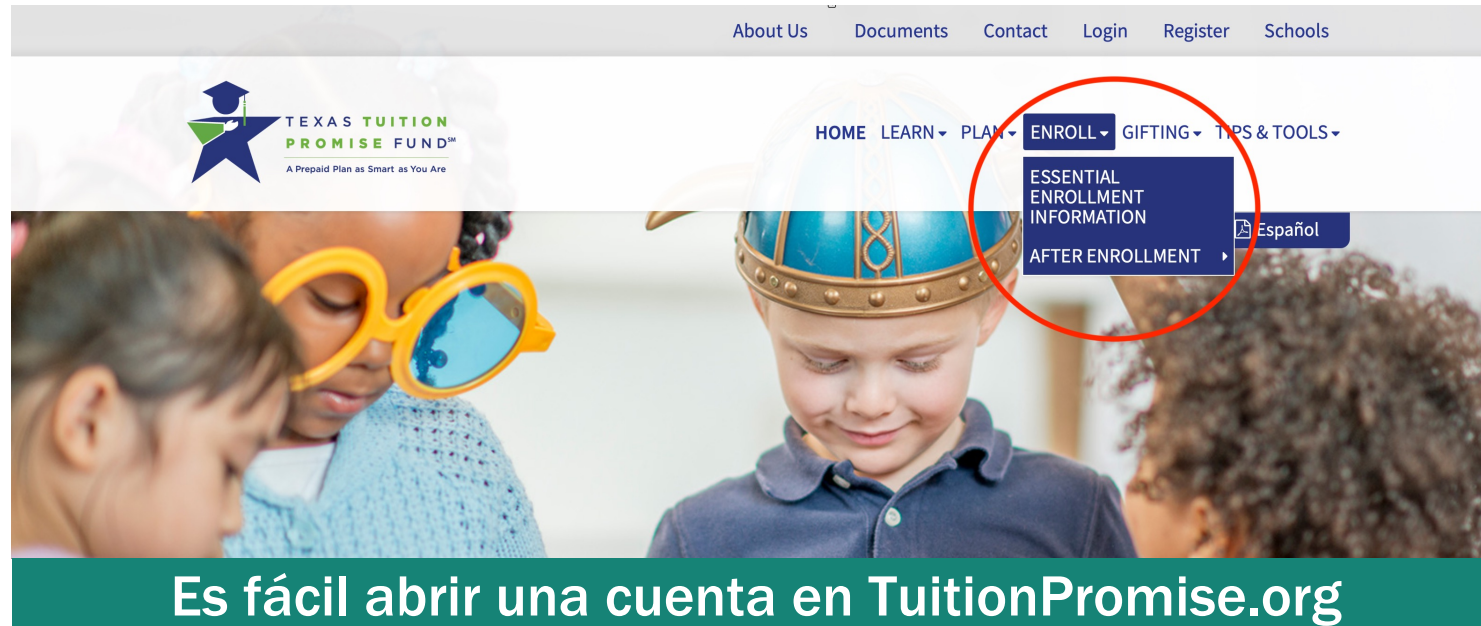 About Us Documents Contact Login Register Schools
TEXAS TUITION
PROMISE FUND℠
A Prepaid Plan as Smart as You Are
HOME LEARN PLAN ENROLL GIFTING TIPS & TOOLS
ESSENTIAL
ENROLLMENT
INFORMATION
AFTER ENROLLMENT
Español
Es fácil abrir una cuenta en TuitionPromise.org